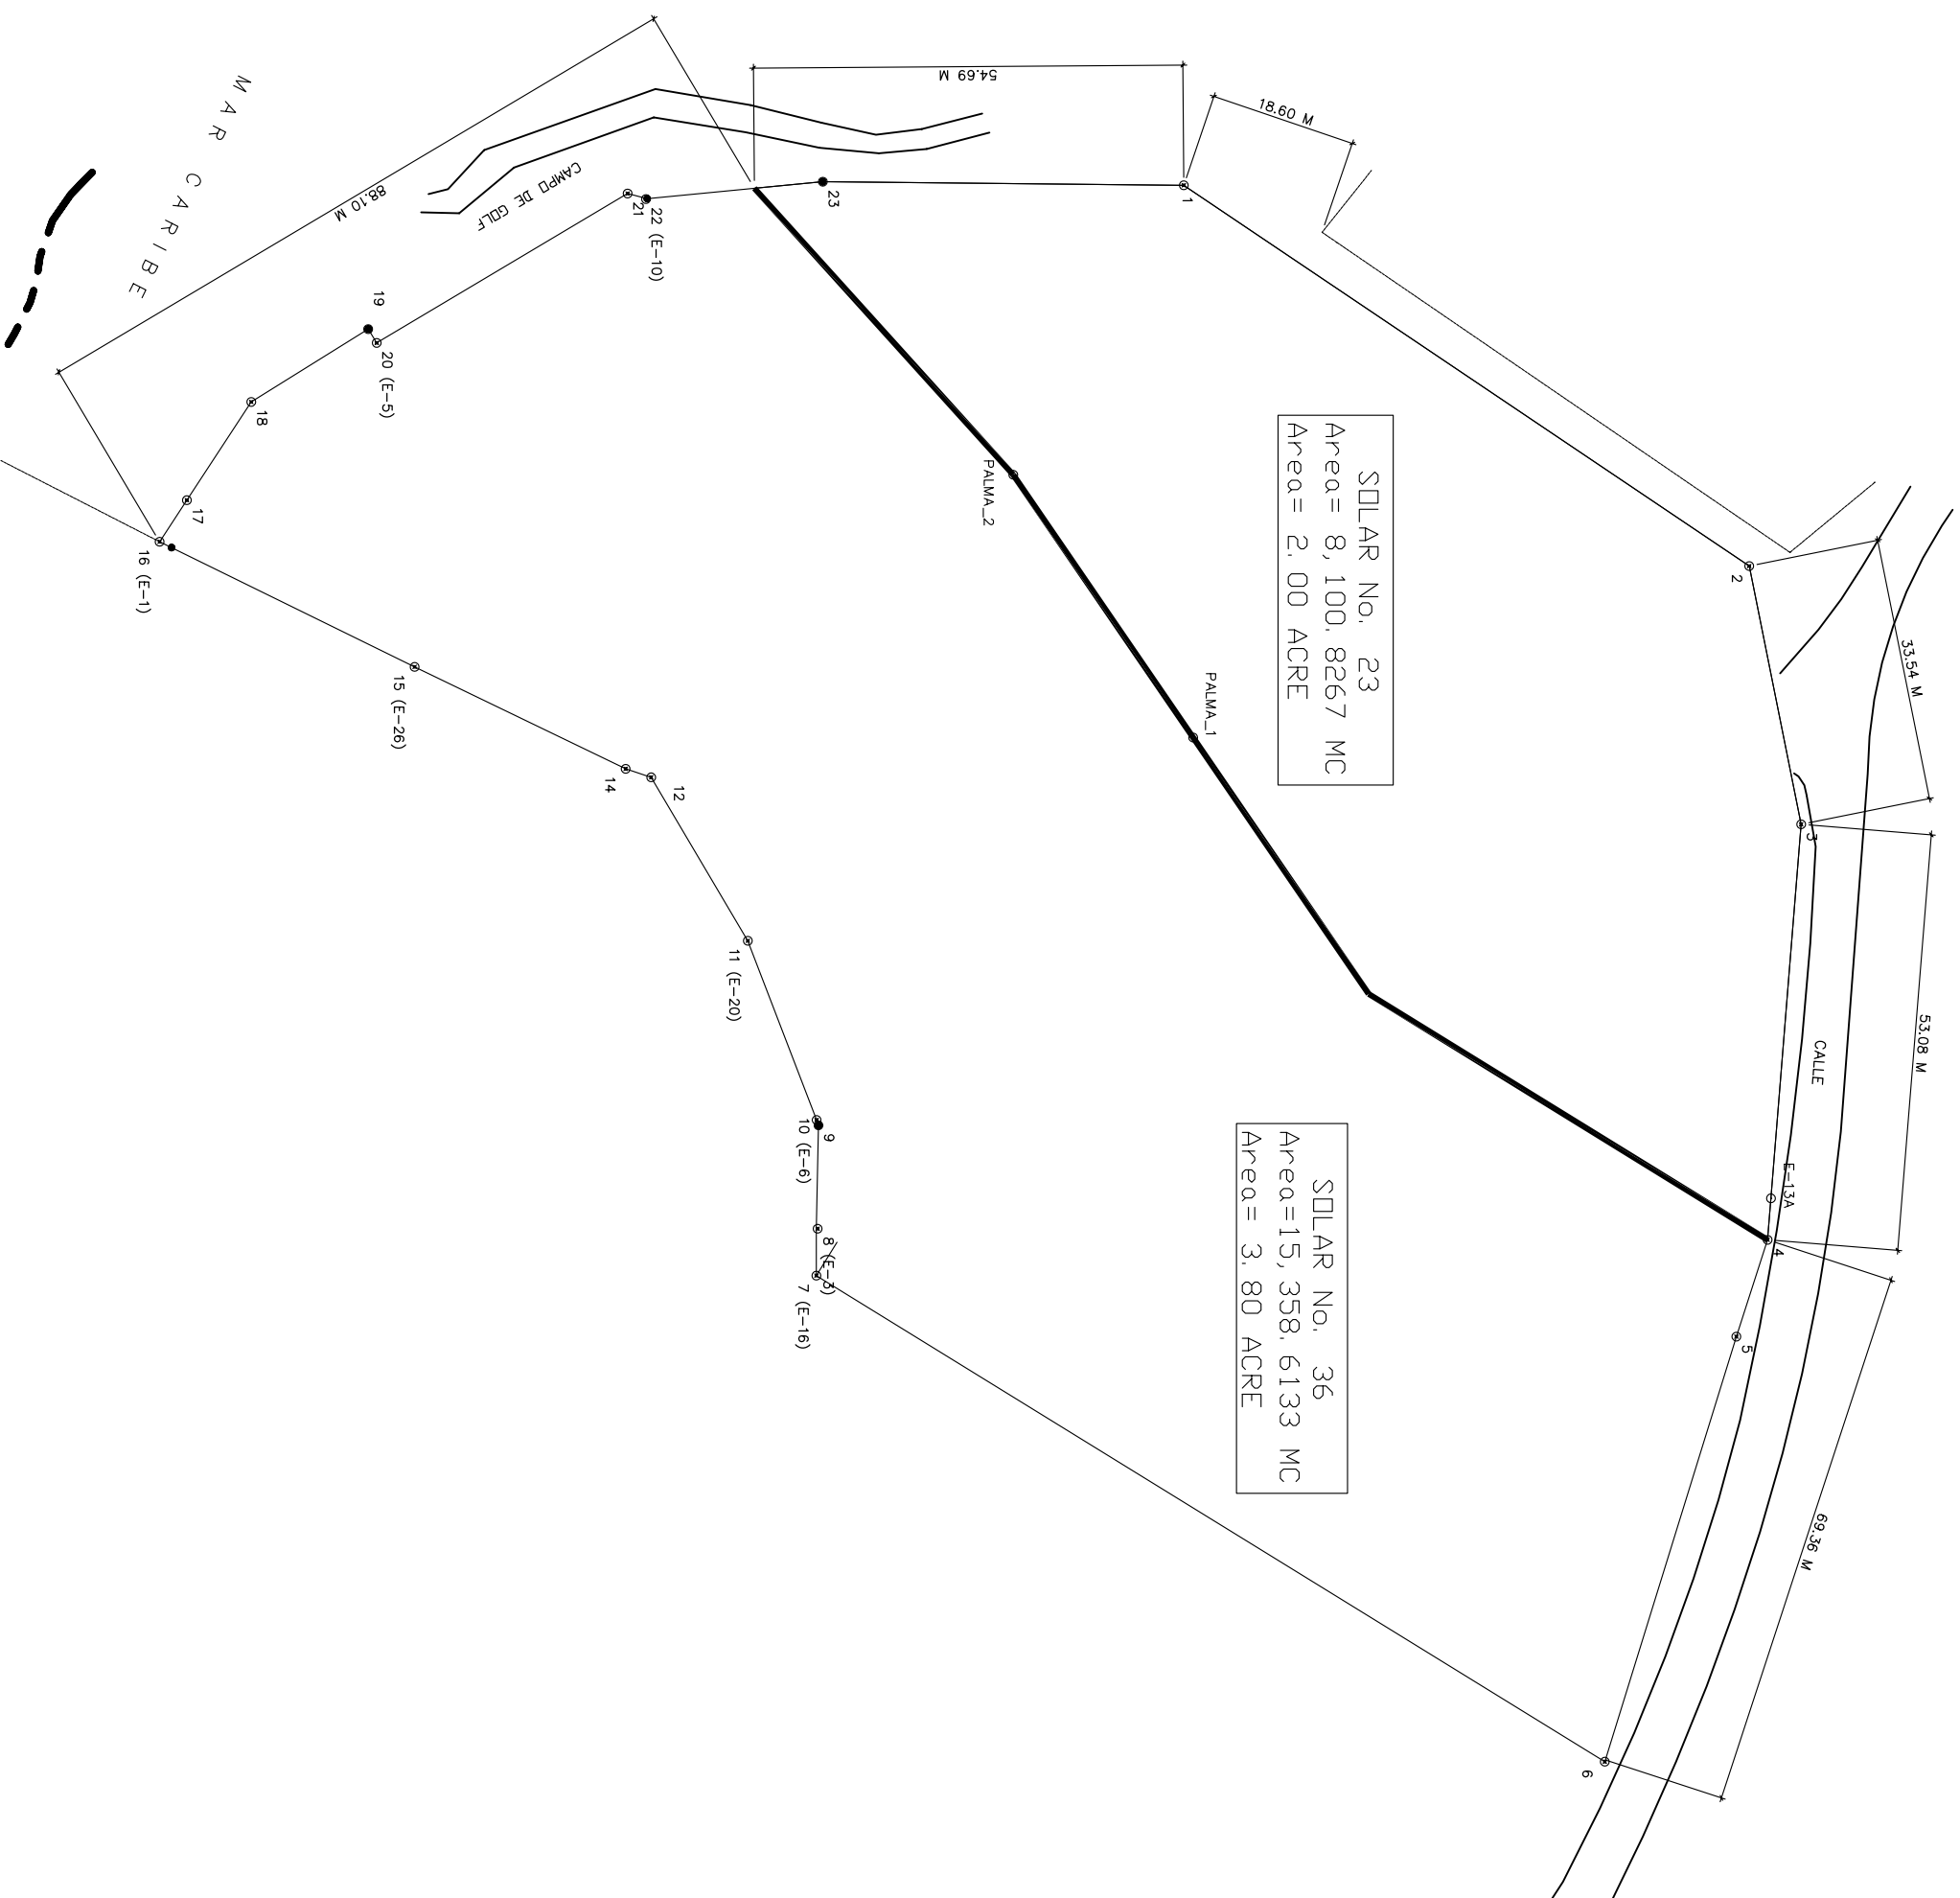 SOLAR No. 23
Area= 8,100.8267 MC
Area= 2.00 ACRE
SOLAR No. 36
Area=15,358.6133 MC
Area= 3.80 ACRE
MAR CARIBE
CAMPO DE GOLF
CALLE
PALMA_1
PALMA_2
E-13A
54.69 M
18.60 M
33.54 M
53.08 M
69.36 M
88.10 M
1
2
3
4
5
6
7 (E-16)
8 (E-3)
9
10 (E-6)
11 (E-20)
12
14
15 (E-26)
16 (E-1)
17
18
19
20 (E-5)
21
22 (E-10)
23